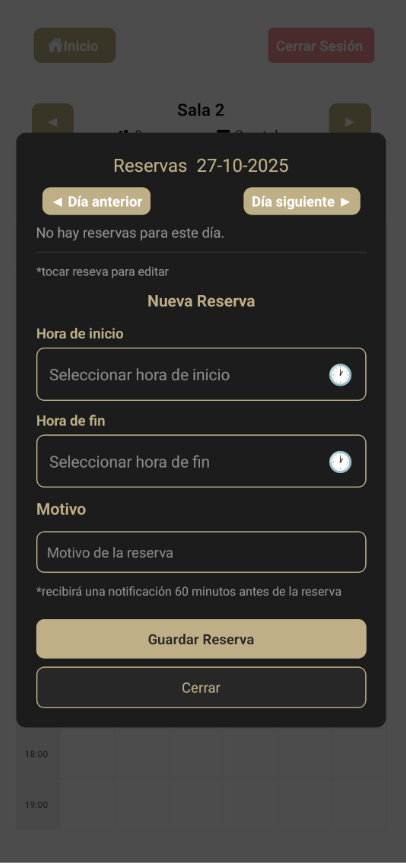 Inicio
Cerrar Sesión
Sala 2
◄
►
Reservas 27-10-2025
◄ Día anterior
Día siguiente ►
No hay reservas para este día.
*tocar reseva para editar
Nueva Reserva
Hora de inicio
Seleccionar hora de inicio
Hora de fin
Seleccionar hora de fin
Motivo
Motivo de la reserva
*recibirá una notificación 60 minutos antes de la reserva
Guardar Reserva
Cerrar
18:00
19:00